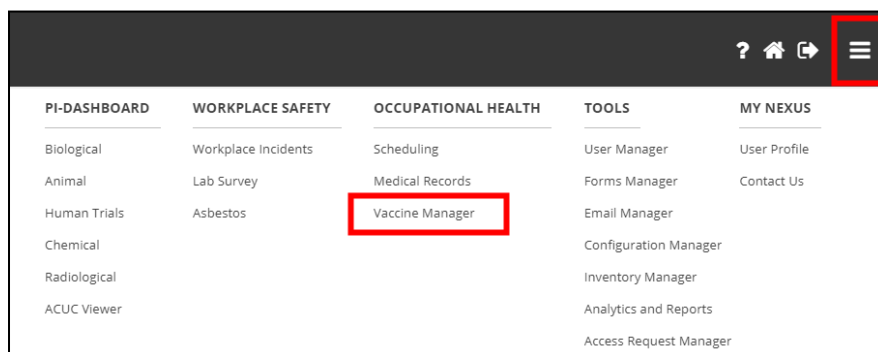 ?
PI-DASHBOARD
Biological
Animal
Human Trials
Chemical
Radiological
ACUC Viewer
WORKPLACE SAFETY
Workplace Incidents
Lab Survey
Asbestos
OCCUPATIONAL HEALTH
Scheduling
Medical Records
Vaccine Manager
TOOLS
User Manager
Forms Manager
Email Manager
Configuration Manager
Inventory Manager
Analytics and Reports
Access Request Manager
MY NEXUS
User Profile
Contact Us